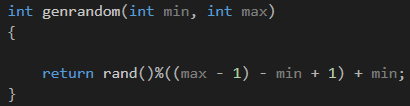 int genrandom(int min, int max)
{
return rand()%((max - 1) - min + 1) + min;
}